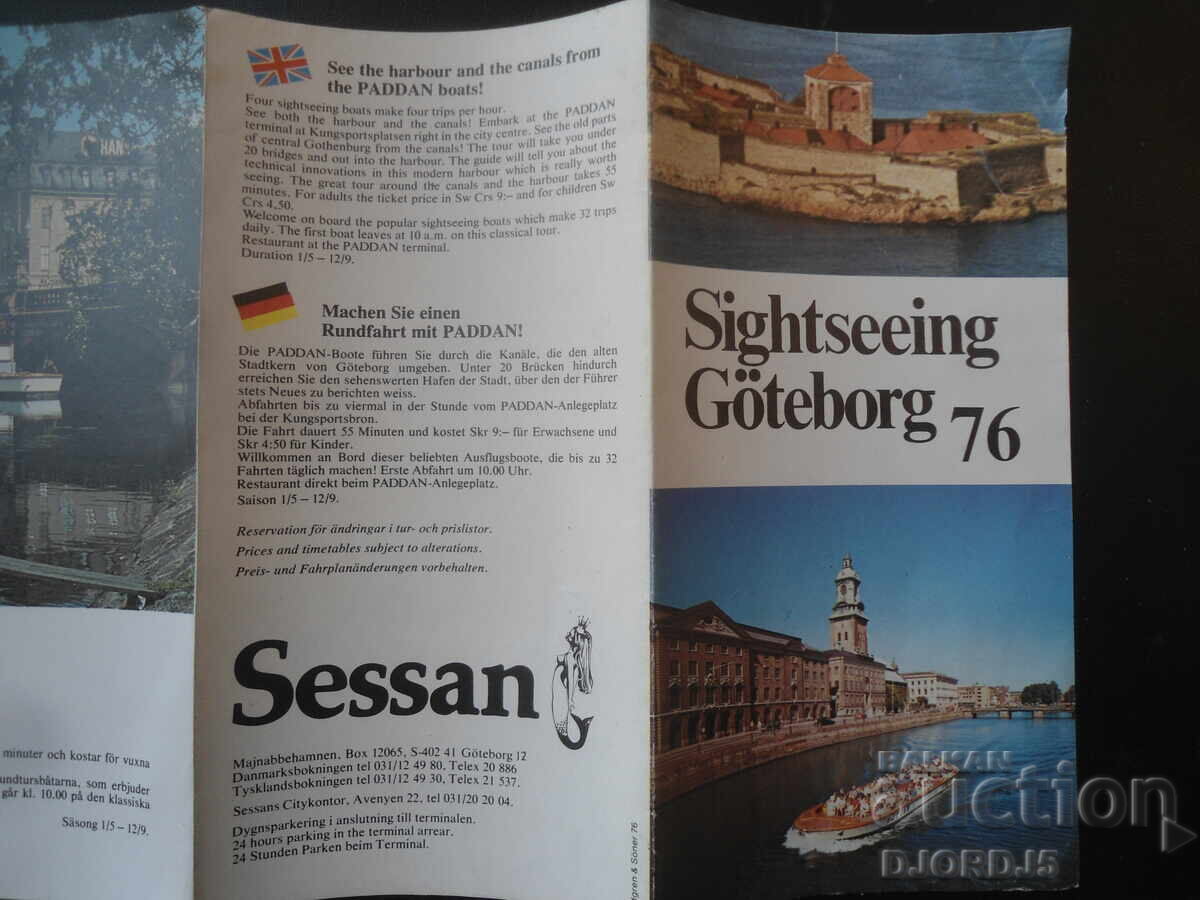 HAN
minuter och kostar för vuxna
undtursbåtarna, som erbjuder
går kl. 10.00 på den klassiska
Säsong 1/5 – 12/9.
See the harbour and the canals from
the PADDAN boats!
Four sightseeing boats make four trips per hour.
See both the harbour and the canals! Embark at the PADDAN
terminal at Kungsportsplatsen right in the city centre. See the old parts
of central Gothenburg from the canals! The tour will take you under
20 bridges and out into the harbour. The guide will tell you about the
technical innovations in this modern harbour which is really worth
seeing. The great tour around the canals and the harbour takes 55
minutes. For adults the ticket price in Sw Crs 9:– and for children Sw
Crs 4,50.
Welcome on board the popular sightseeing boats which make 32 trips
daily. The first boat leaves at 10 a.m. on this classical tour.
Restaurant at the PADDAN terminal.
Duration 1/5 – 12/9.
Machen Sie einen
Rundfahrt mit PADDAN!
Die PADDAN-Boote führen Sie durch die Kanäle, die den alten
Stadtkern von Göteborg umgeben. Unter 20 Brücken hindurch
erreichen Sie den sehenswerten Hafen der Stadt, über den der Führer
stets Neues zu berichten weiss.
Abfahrten bis zu viermal in der Stunde vom PADDAN-Anlegeplatz
bei der Kungsportsbron.
Die Fahrt dauert 55 Minuten und kostet Skr 9:– für Erwachsene und
Skr 4:50 für Kinder.
Willkommen an Bord dieser beliebten Ausflugsboote, die bis zu 32
Fahrten täglich machen! Erste Abfahrt um 10.00 Uhr.
Restaurant direkt beim PADDAN-Anlegeplatz.
Saison 1/5 – 12/9.
Reservation för ändringar i tur- och prislistor.
Prices and timetables subject to alterations.
Preis- und Fahrplanänderungen vorbehalten.
Sessan
Majnabbehamnen, Box 12065, S-402 41 Göteborg 12
Danmarksbokningen tel 031/12 49 80, Telex 20 886
Tysklandsbokningen tel 031/12 49 30, Telex 21 537.
Sessans Citykontor, Avenyen 22, tel 031/20 20 04.
Dygnsparkering i anslutning till terminalen.
24 hours parking in the terminal arrear.
24 Stunden Parken beim Terminal.
gren & Söner 76
Sightseeing
Göteborg 76
BALKAN
auction
DJORDJ5